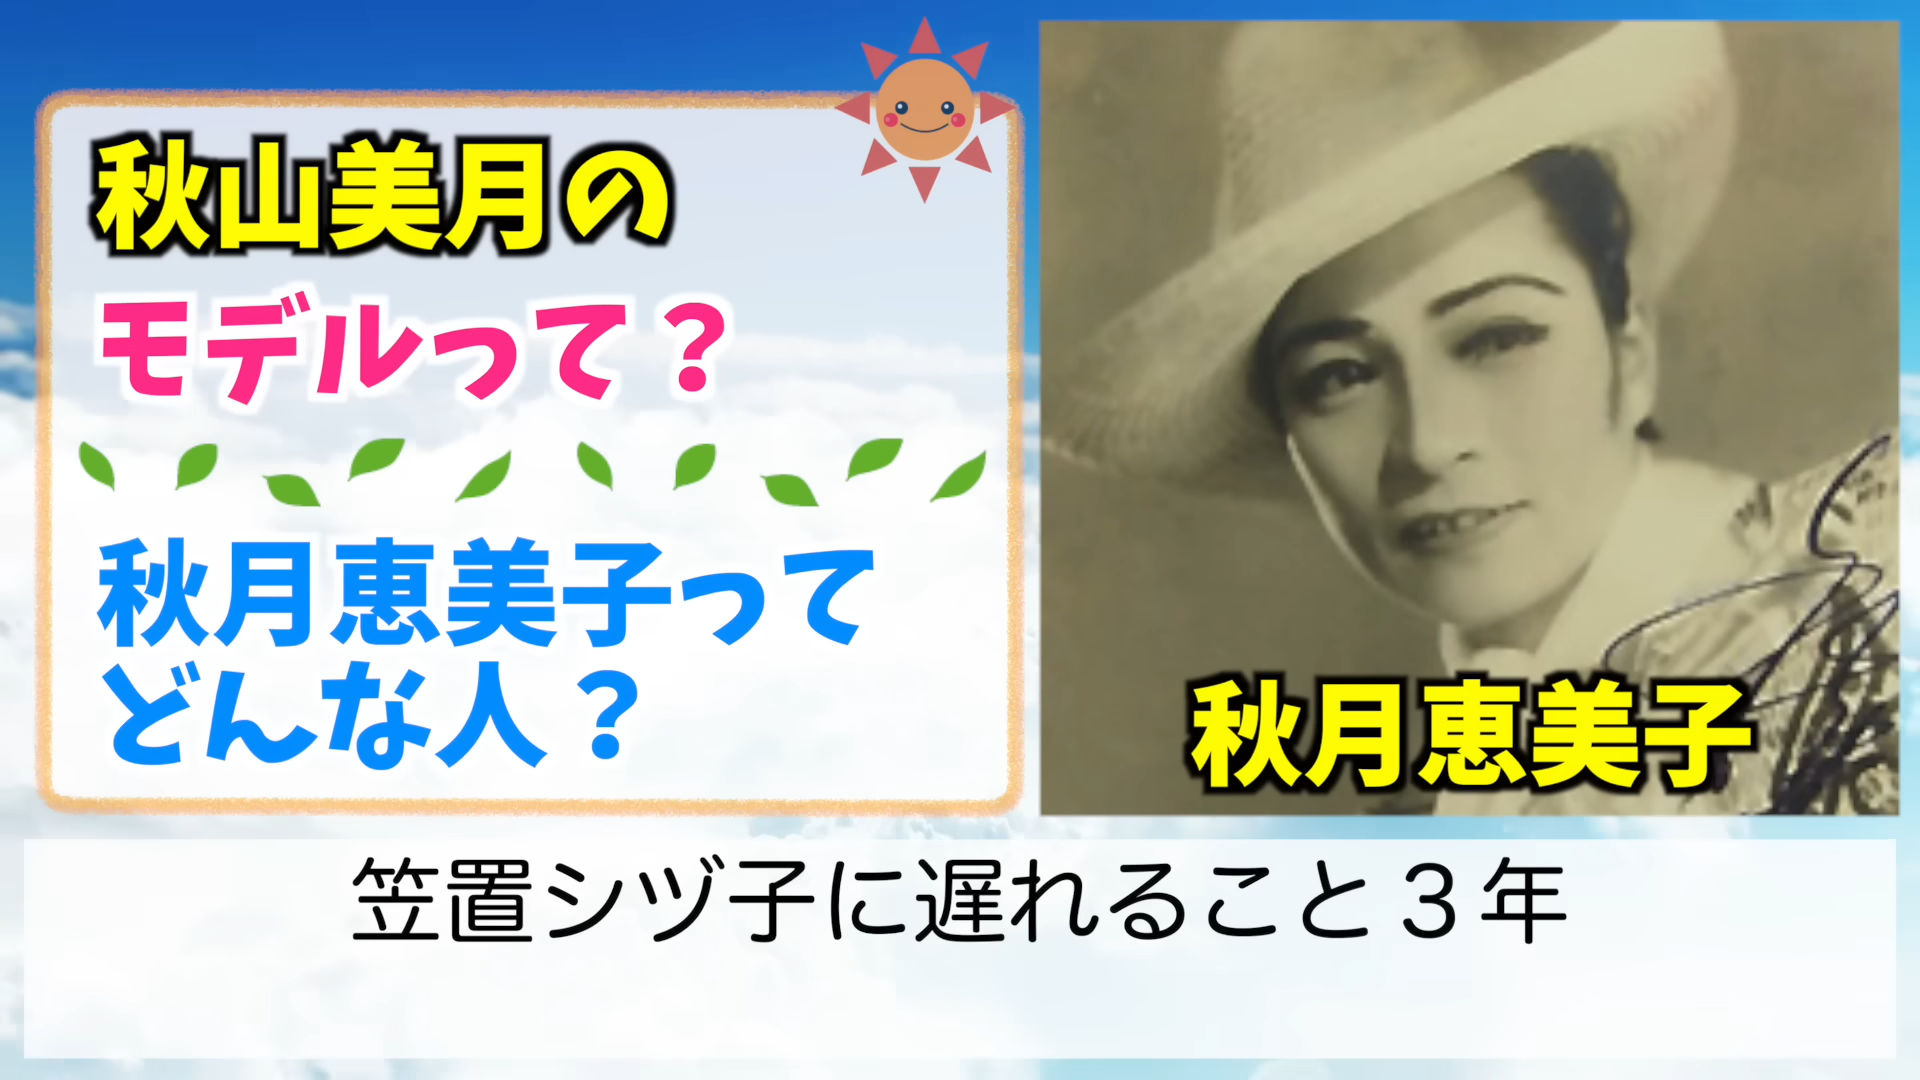 秋山美月の
モデルって？
秋月恵美子って
どんな人？
秋月恵美子
笠置シヅ子に遅れること３年